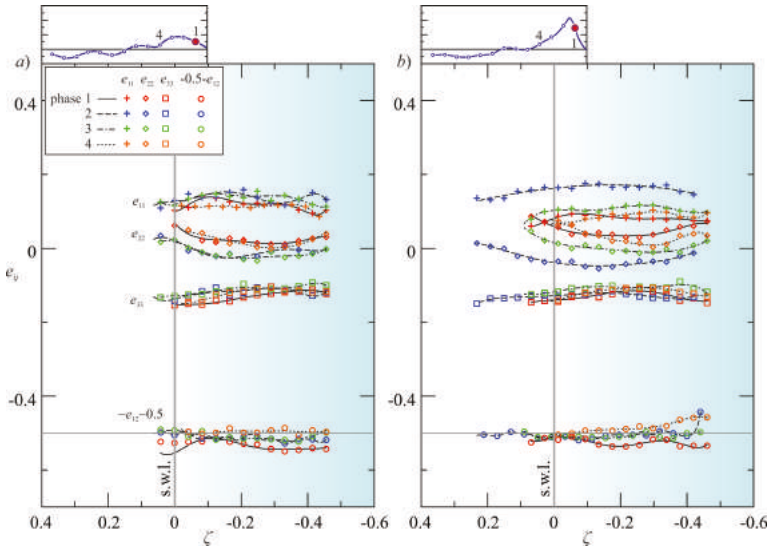 4 1
4 1
a)
b)
e₁₁ e₂₂ e₃₃ -0.5-e₁₂
phase 1
2
3
4
0.4
0
-0.4
eᵢⱼ
e₁₁
e₂₂
e₃₃
−e₁₂−0.5
s.w.l.
s.w.l.
0.4 0.2 0 -0.2 -0.4 -0.6
0.4 0.2 0 -0.2 -0.4 -0.6
ζ
ζ